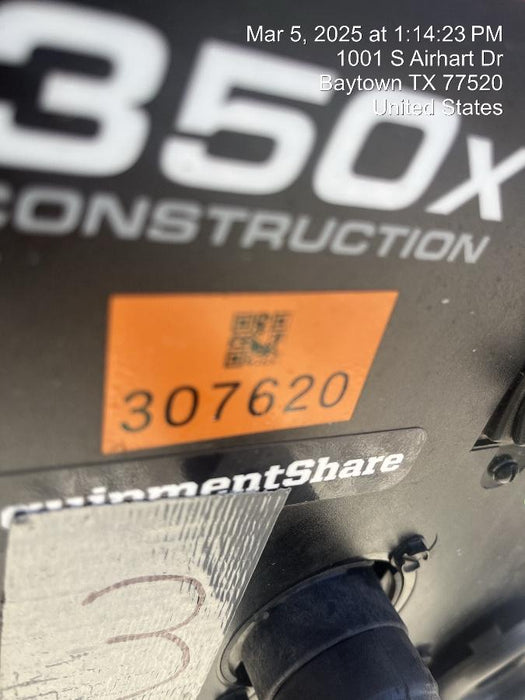 Mar 5, 2025 at 1:14:23 PM
1001 S Airhart Dr
Baytown TX 77520
United States
350X
CONSTRUCTION
307620
quipmentShare
3